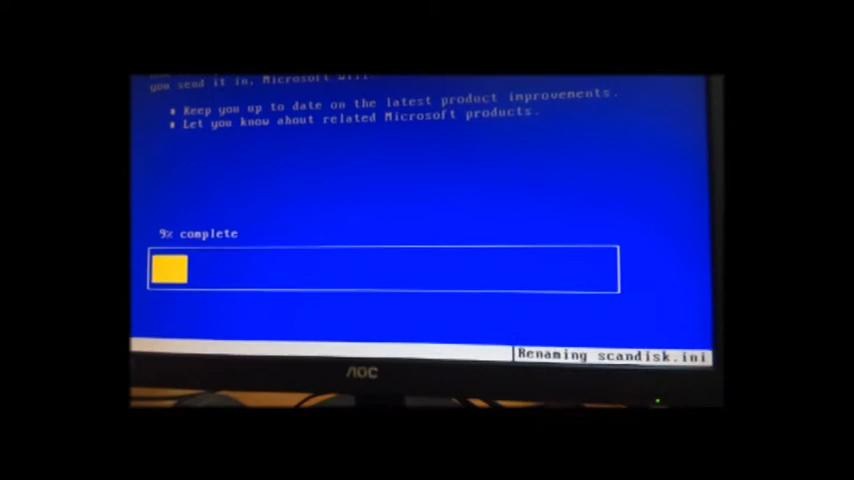 you send it in, Microsoft will
* Keep you up to date on the latest product improvements.
* Let you know about related Microsoft products.
9% complete
Renaming scandisk.ini
AOC